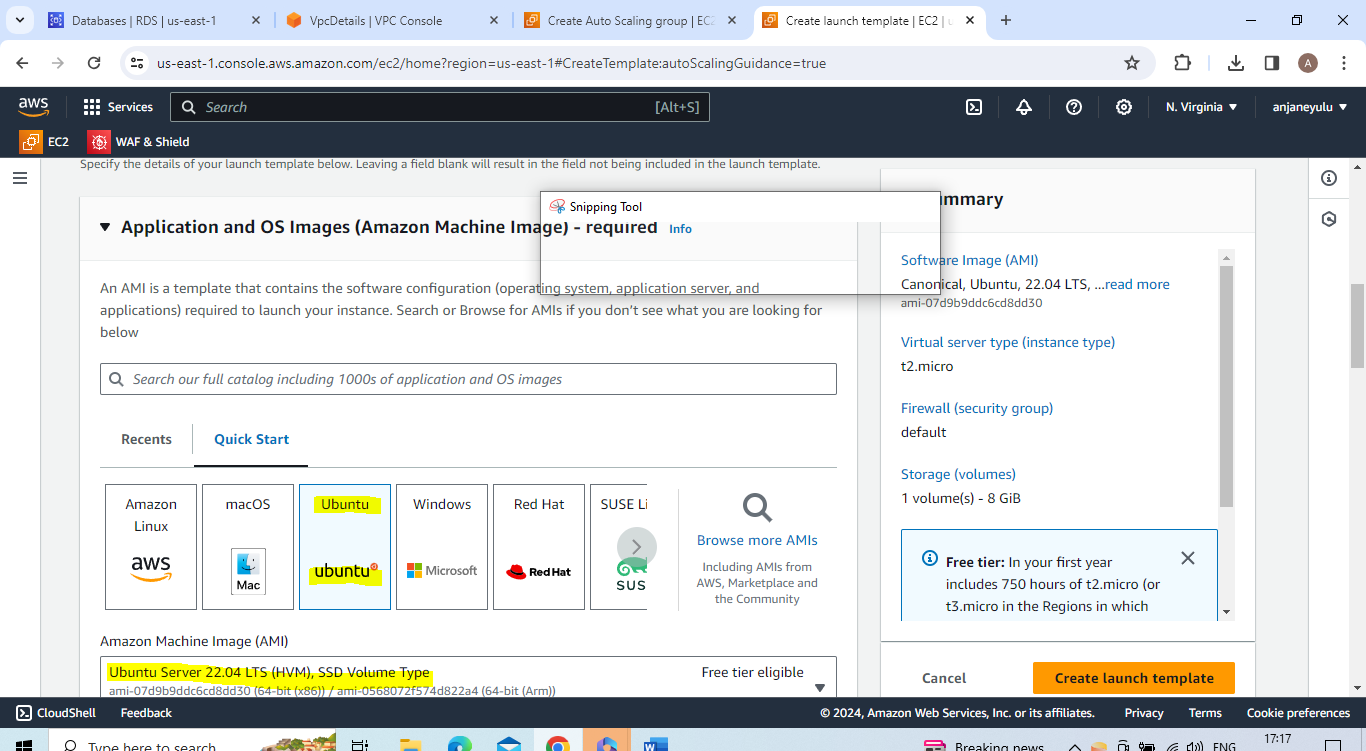 Databases | RDS | us-east-1
VpcDetails | VPC Console
Create Auto Scaling group | EC2
Create launch template | EC2 | u
us-east-1.console.aws.amazon.com/ec2/home?region=us-east-1#CreateTemplate:autoScalingGuidance=true
A
aws
Services
Search
[Alt+S]
N. Virginia
anjaneyulu
EC2
WAF & Shield
Specify the details of your launch template below. Leaving a field blank will result in the field not being included in the launch template.
Snipping Tool
Application and OS Images (Amazon Machine Image) - required Info
An AMI is a template that contains the software configuration (operating system, application server, and
applications) required to launch your instance. Search or Browse for AMIs if you don't see what you are looking for
below
Search our full catalog including 1000s of application and OS images
Recents
Quick Start
Amazon
Linux
aws
macOS
Mac
Ubuntu
ubuntu
Windows
Microsoft
Red Hat
Red Hat
SUSE Li
SUS
Browse more AMIs
Including AMIs from
AWS, Marketplace and
the Community
Amazon Machine Image (AMI)
Ubuntu Server 22.04 LTS (HVM), SSD Volume Type
Free tier eligible
ami-07d9b9ddc6cd8dd30 (64-bit (x86)) / ami-0568072f574d822a4 (64-bit (Arm))
mmary
Software Image (AMI)
Canonical, Ubuntu, 22.04 LTS, ...read more
ami-07d9b9ddc6cd8dd30
Virtual server type (instance type)
t2.micro
Firewall (security group)
default
Storage (volumes)
1 volume(s) - 8 GiB
Free tier: In your first year
includes 750 hours of t2.micro (or
t3.micro in the Regions in which
Cancel
Create launch template
CloudShell
Feedback
© 2024, Amazon Web Services, Inc. or its affiliates.
Privacy
Terms
Cookie preferences
Type here to search
Breaking news
ENG
17:17